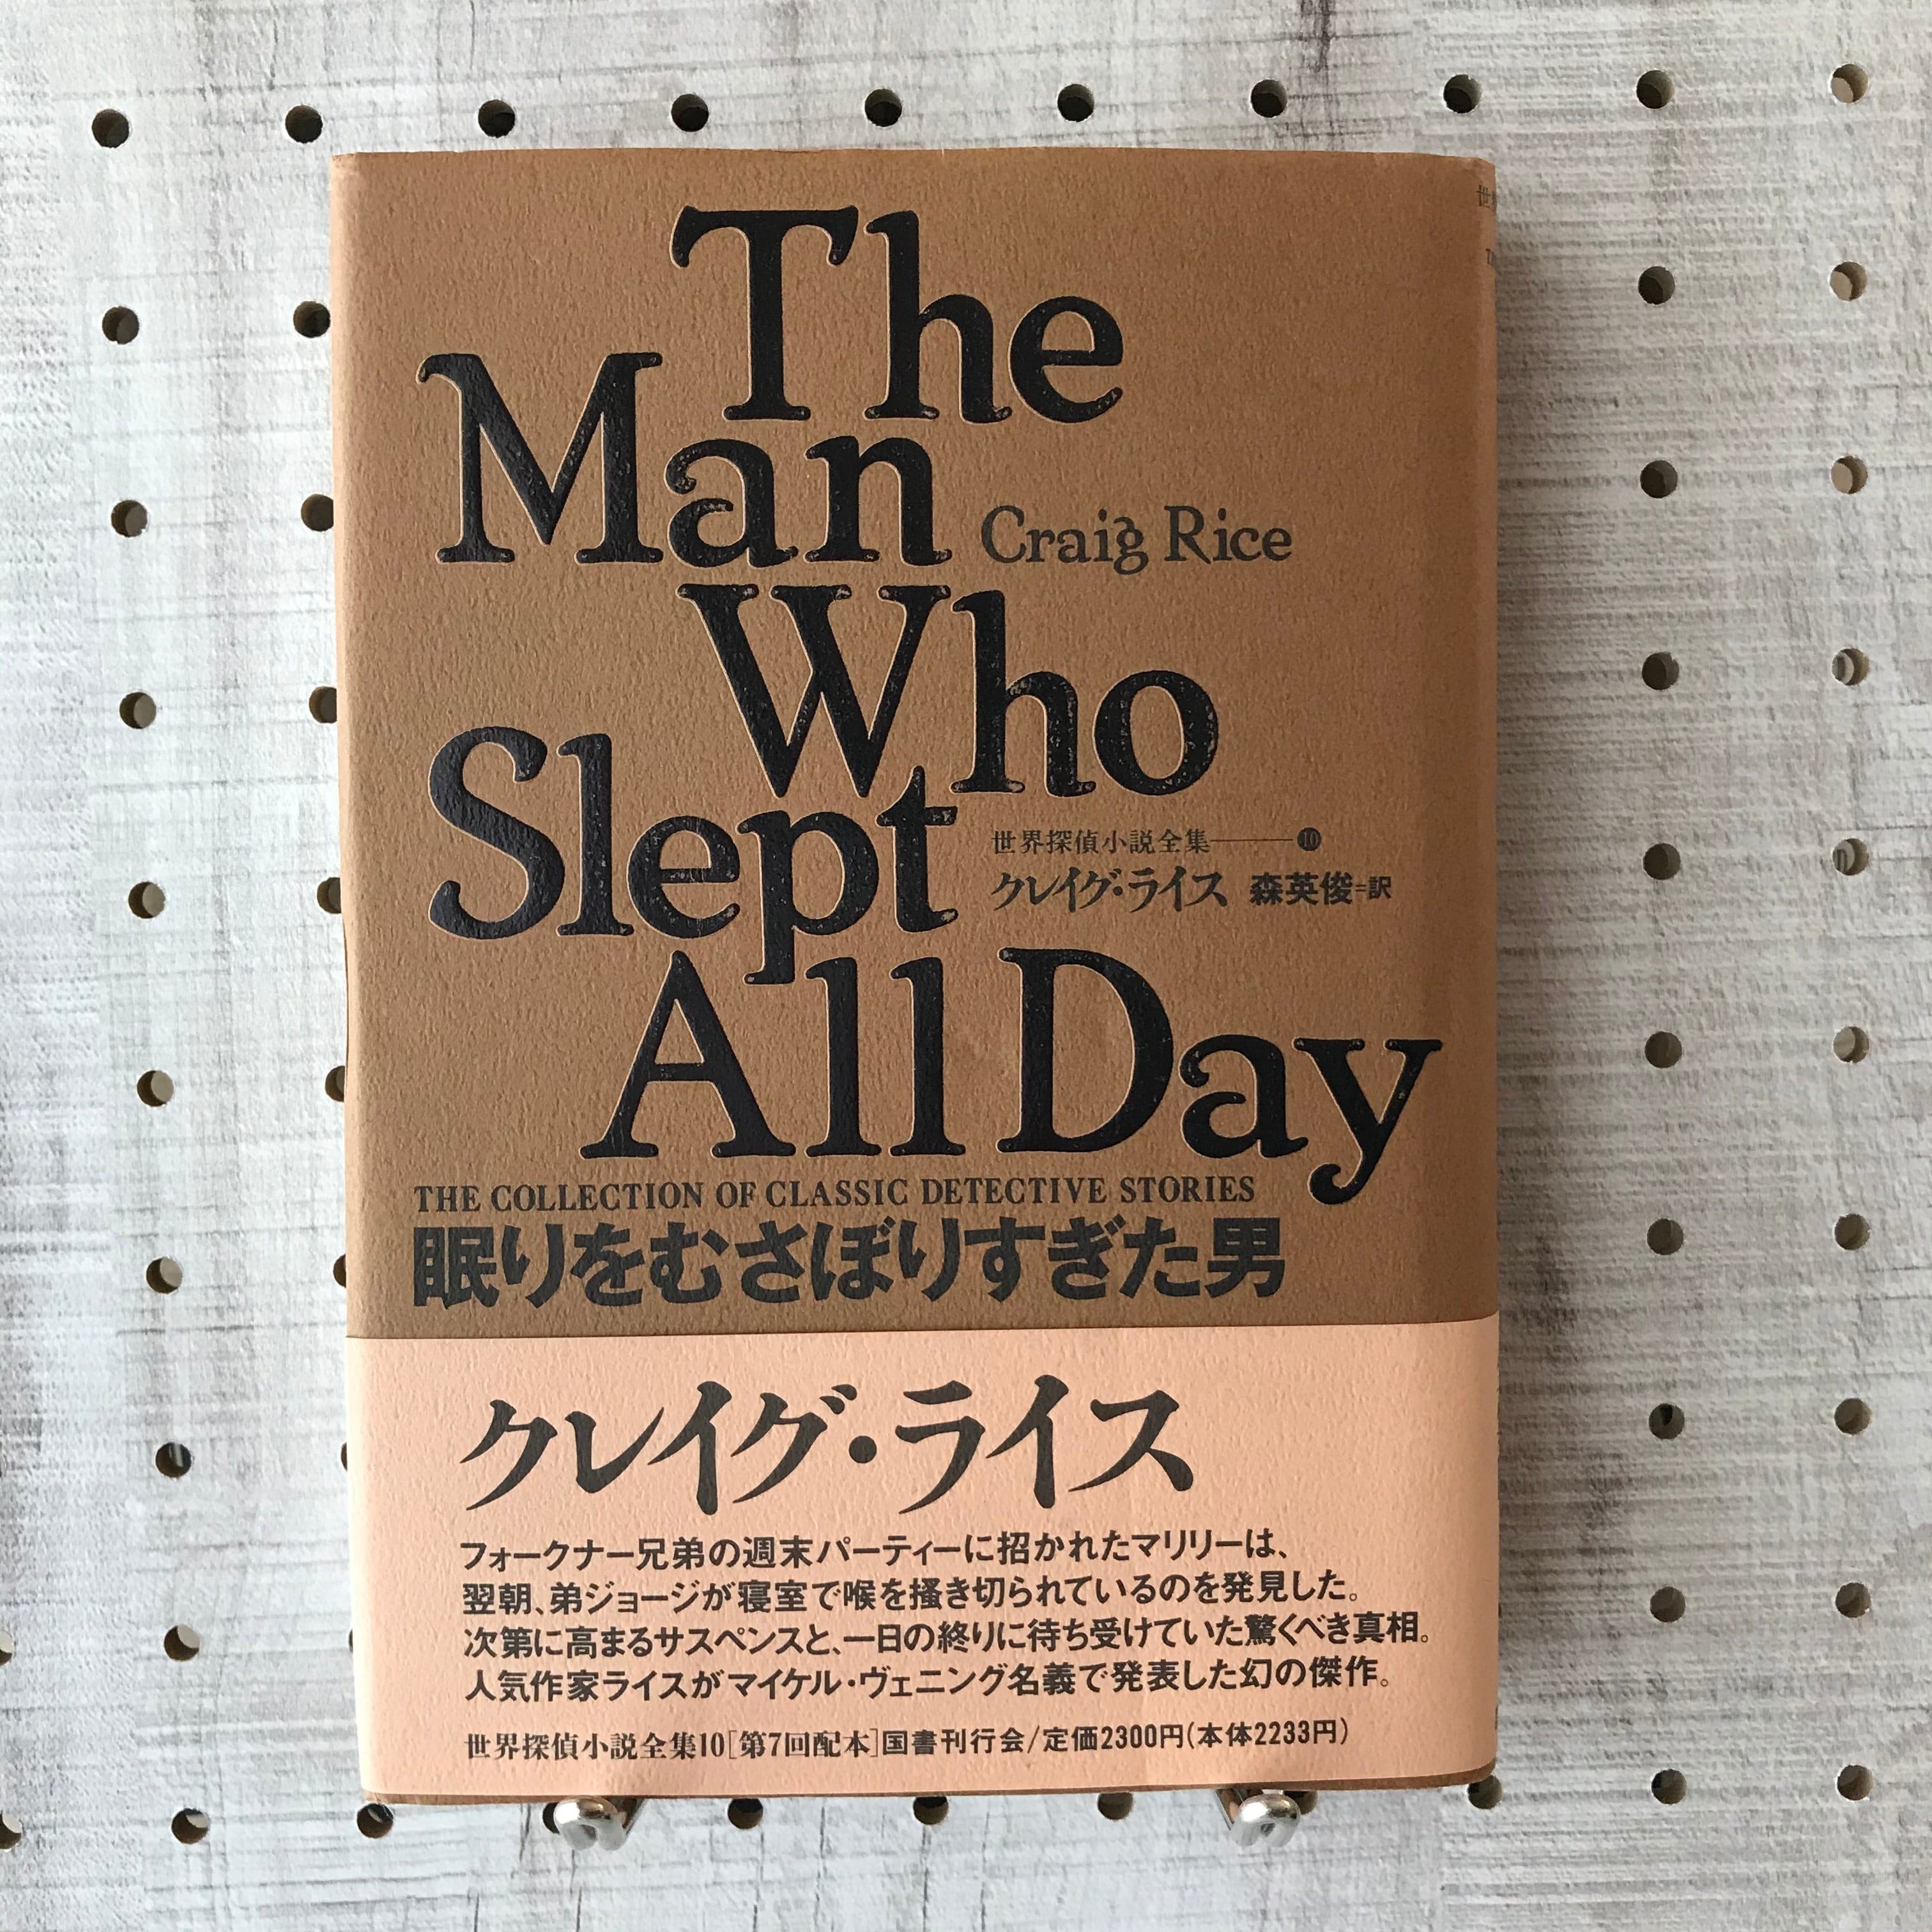 The
Man
Craig Rice
Who
Slept
世界探偵小説全集――❿
クレイグ・ライス 森英俊=訳
All Day
THE COLLECTION OF CLASSIC DETECTIVE STORIES
眠りをむさぼりすぎた男
クレイグ・ライス
フォークナー兄弟の週末パーティーに招かれたマリリーは、
翌朝、弟ジョージが寝室で喉を掻き切られているのを発見した。
次第に高まるサスペンスと、一日の終りに待ち受けていた驚くべき真相。
人気作家ライスがマイケル・ヴェニング名義で発表した幻の傑作。
世界探偵小説全集10[第7回配本]国書刊行会/定価2300円(本体2233円)